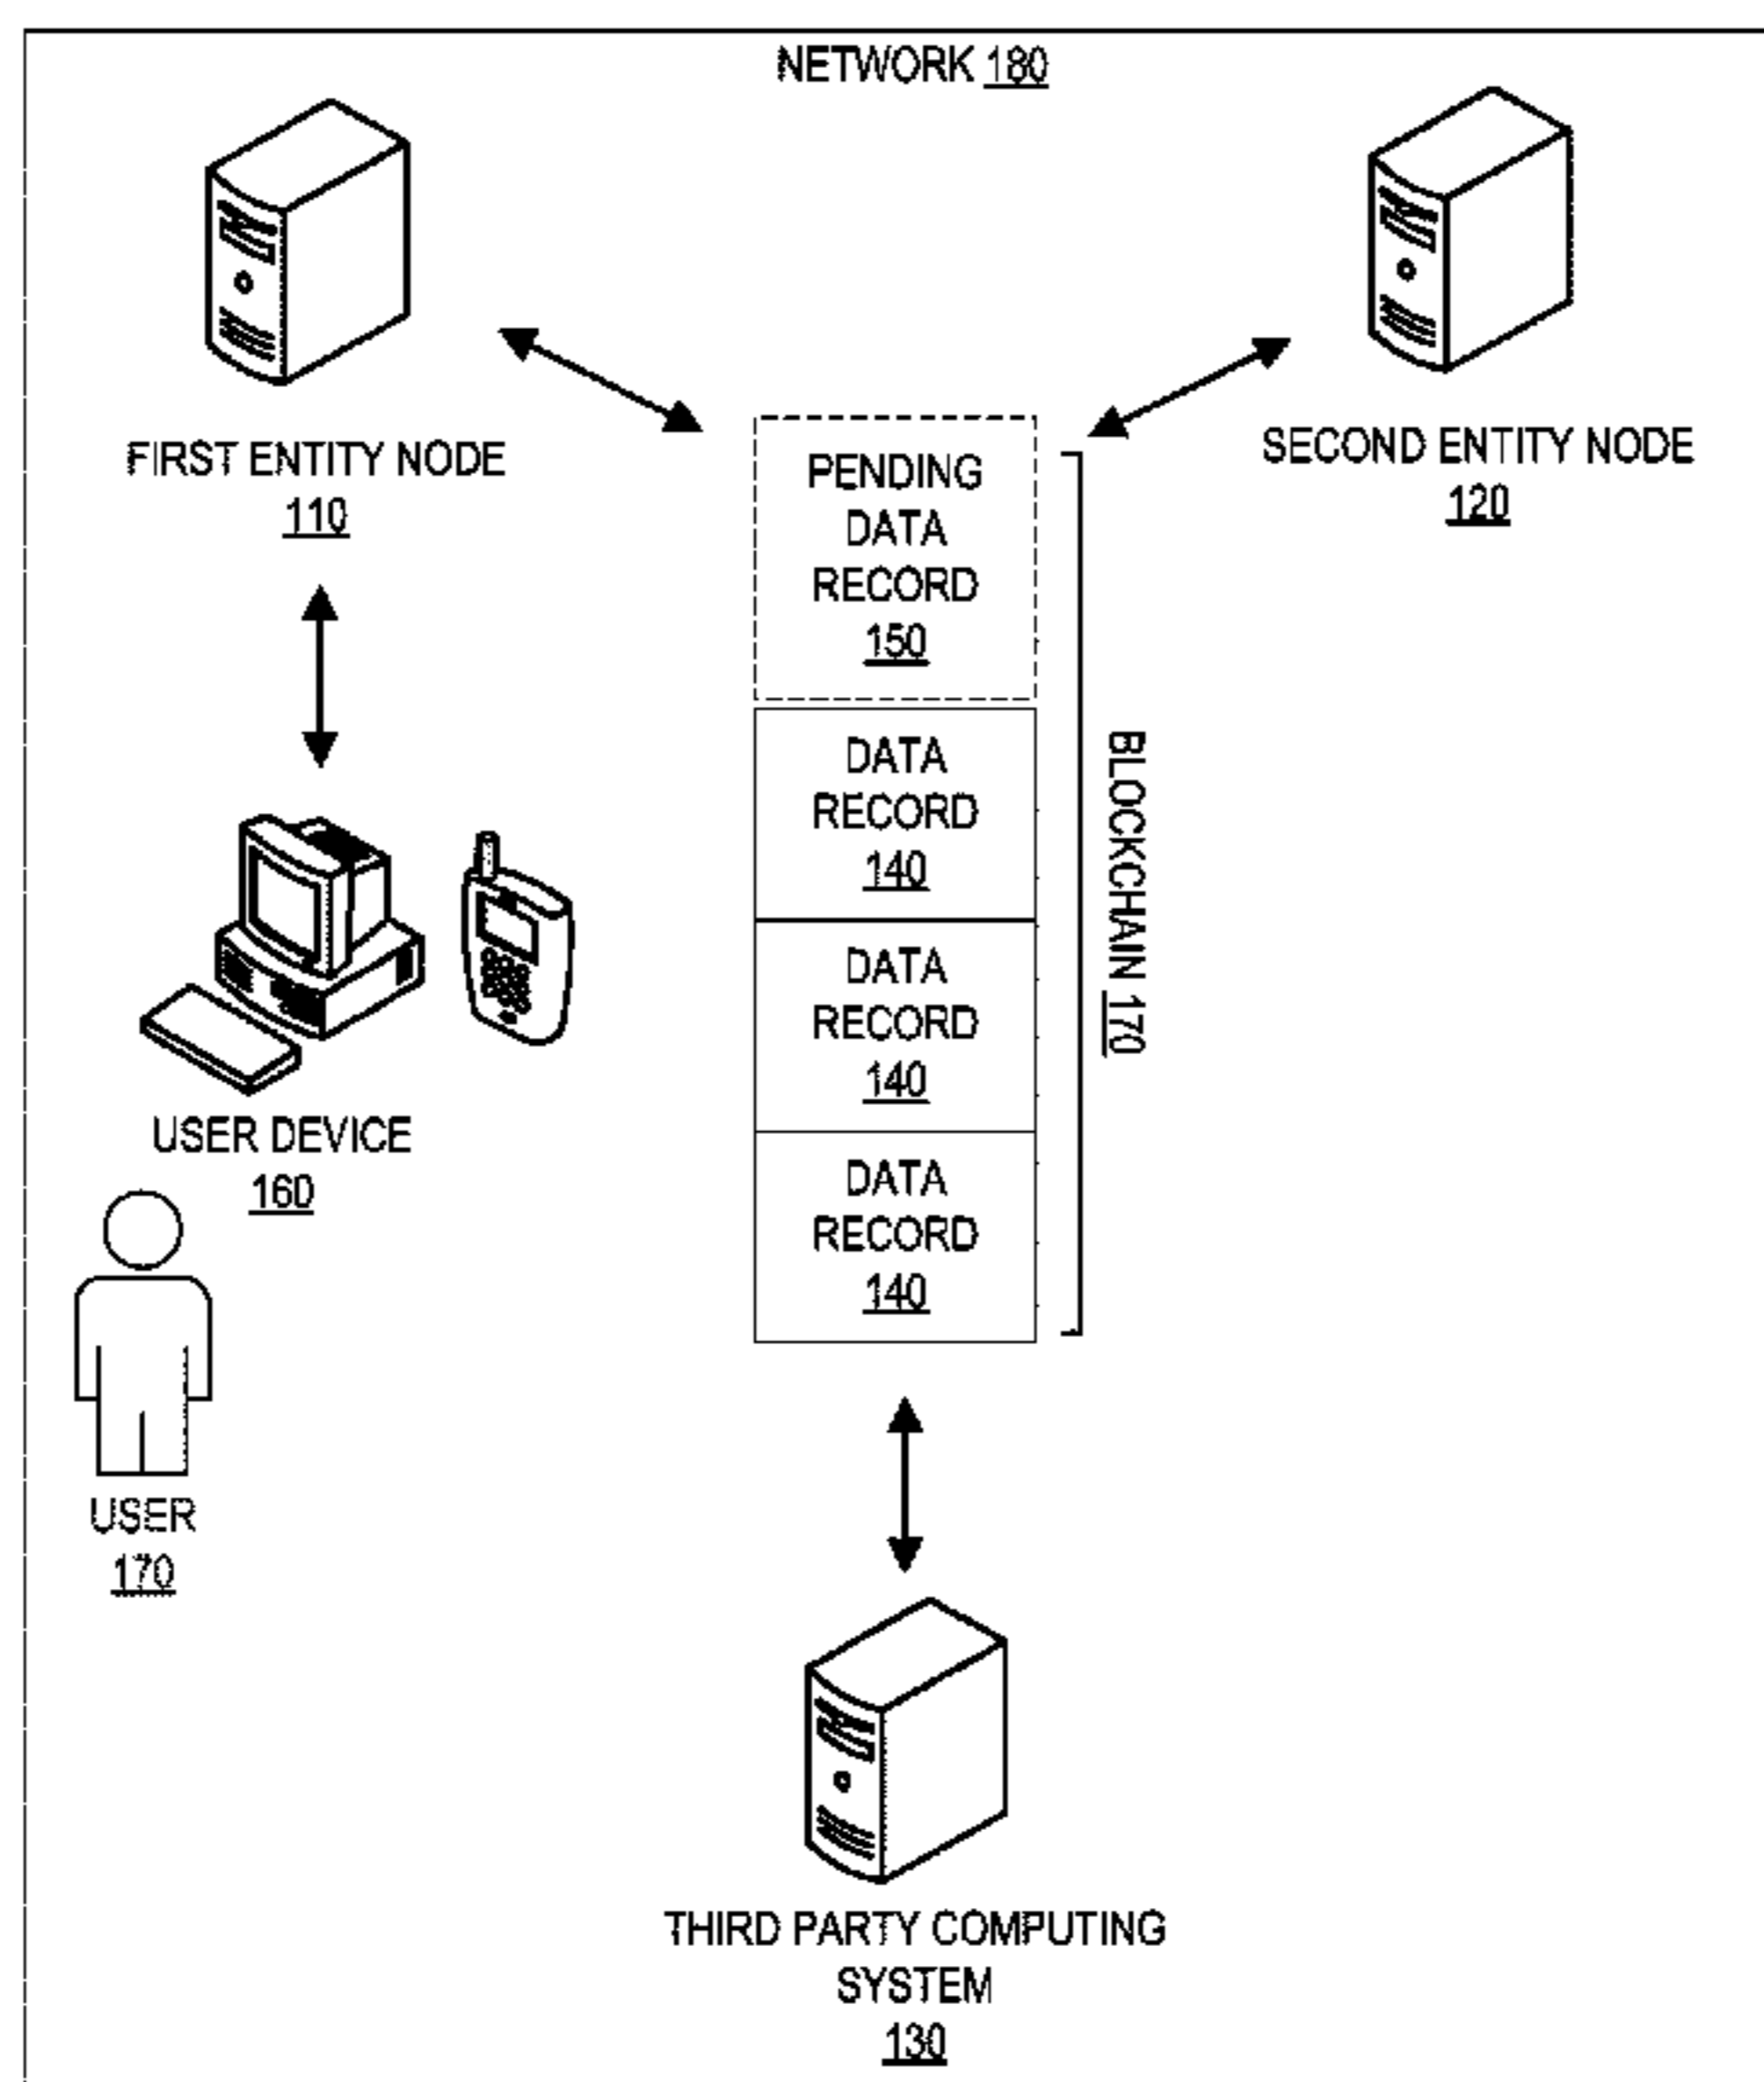 NETWORK 180
FIRST ENTITY NODE
110
SECOND ENTITY NODE
120
PENDING
DATA
RECORD
150
DATA
RECORD
140
DATA
RECORD
140
DATA
RECORD
140
BLOCKCHAIN 170
USER DEVICE
160
USER
170
THIRD PARTY COMPUTING
SYSTEM
130